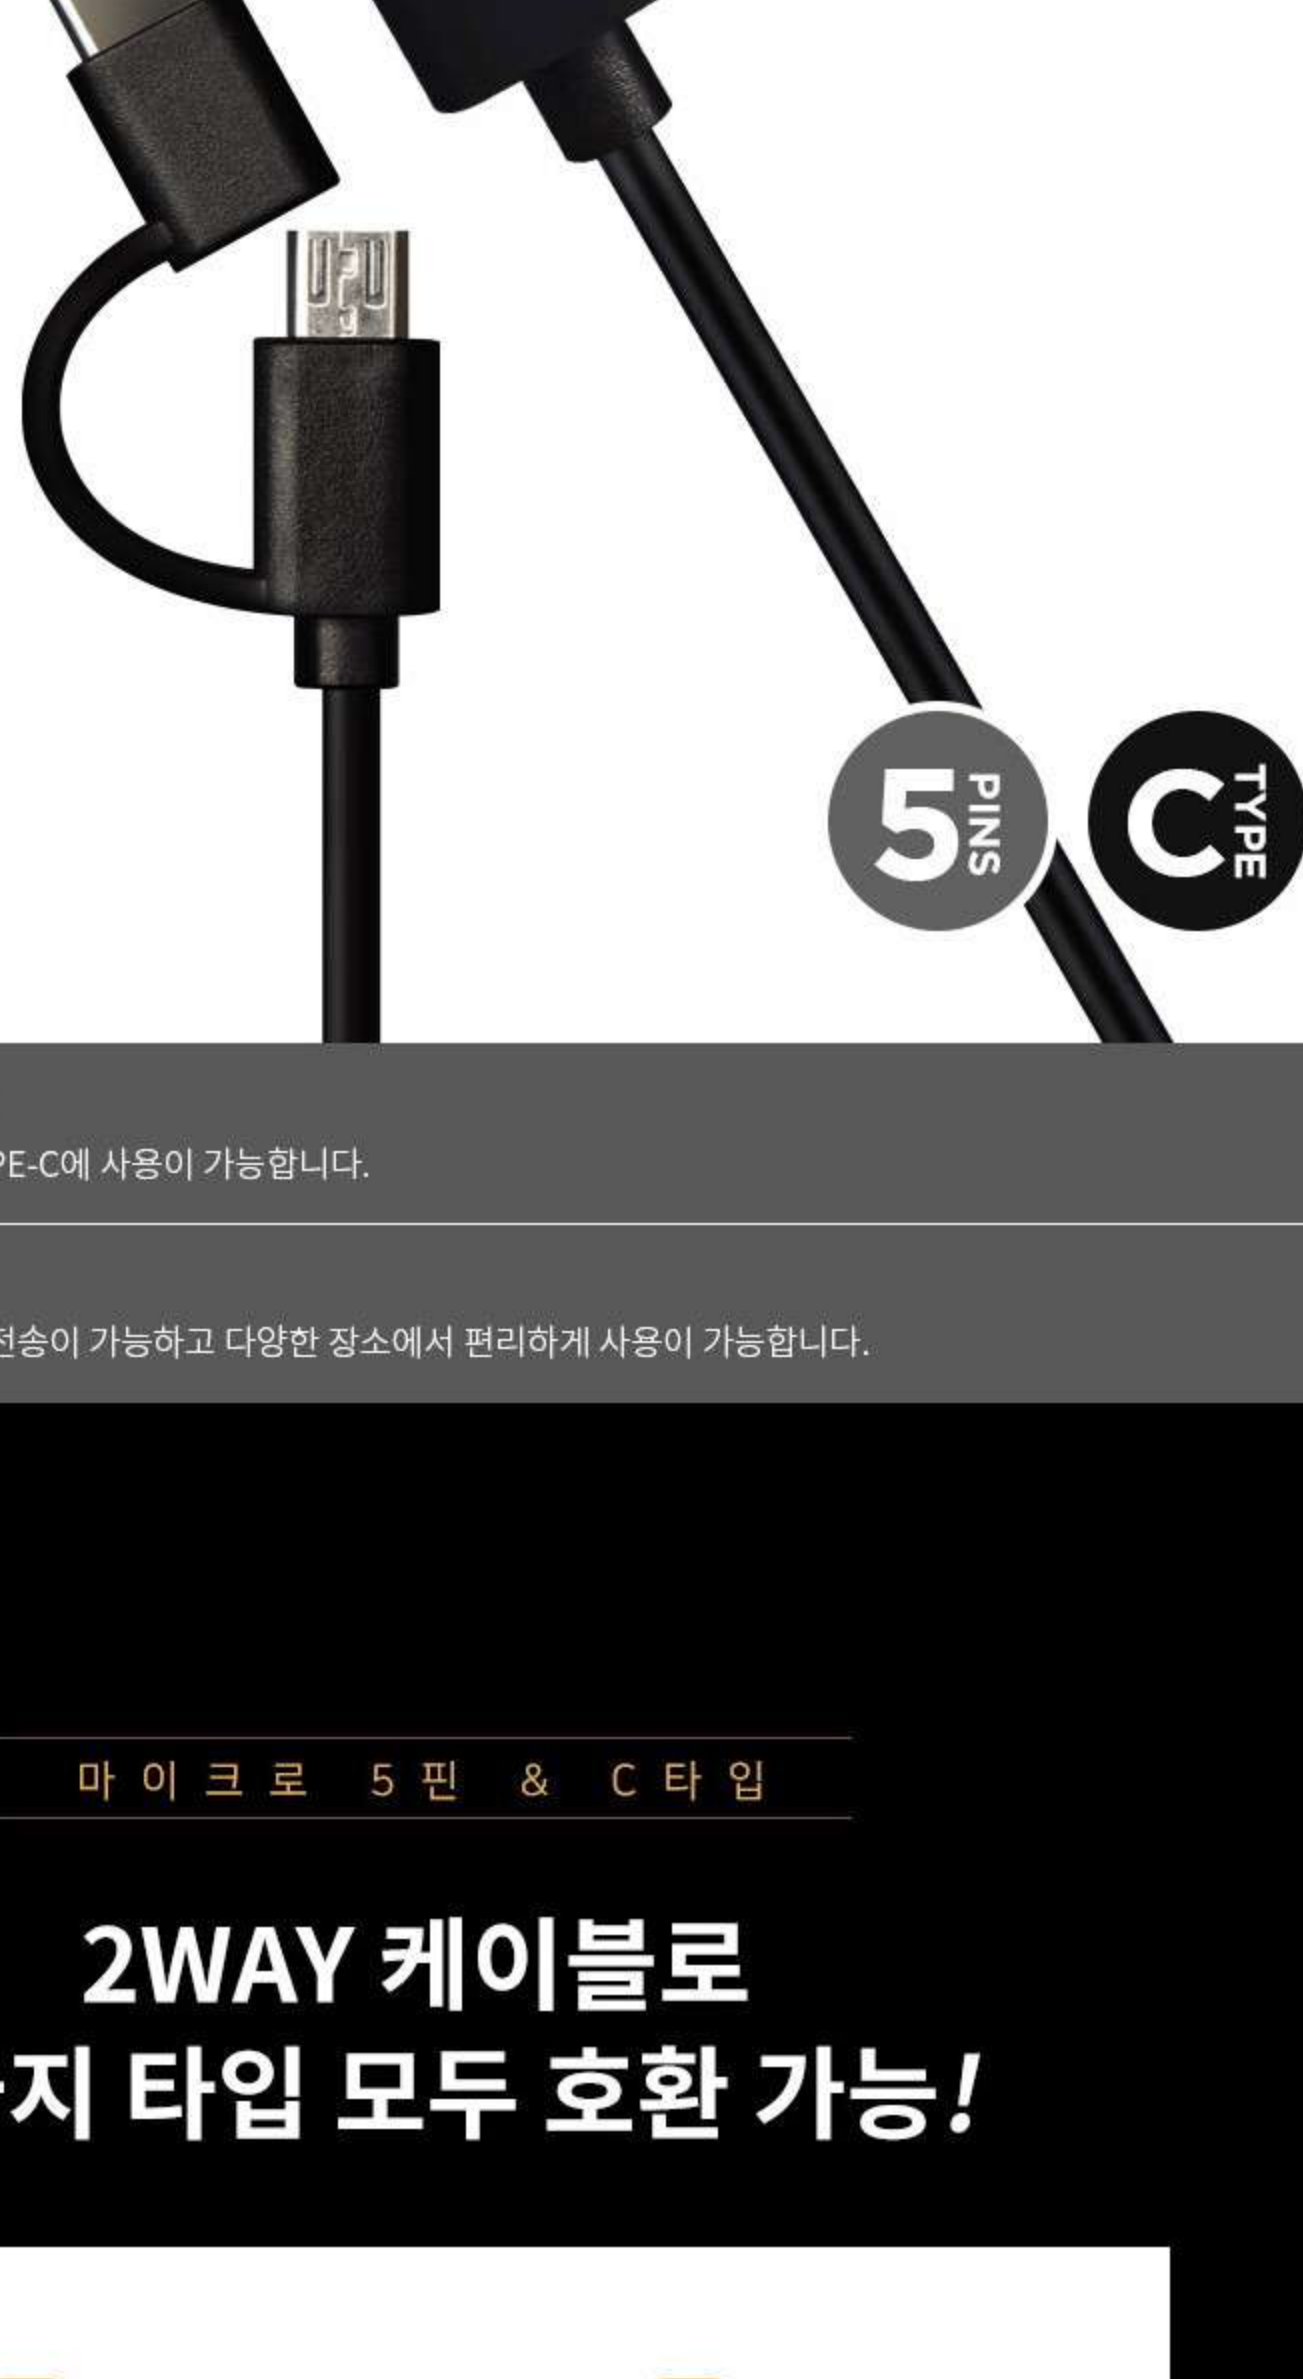 5 PINS
C TYPE
PE-C에 사용이 가능합니다.
전송이 가능하고 다양한 장소에서 편리하게 사용이 가능합니다.
마이크로 5핀 & C타입
2WAY 케이블로
지 타입 모두 호환 가능!